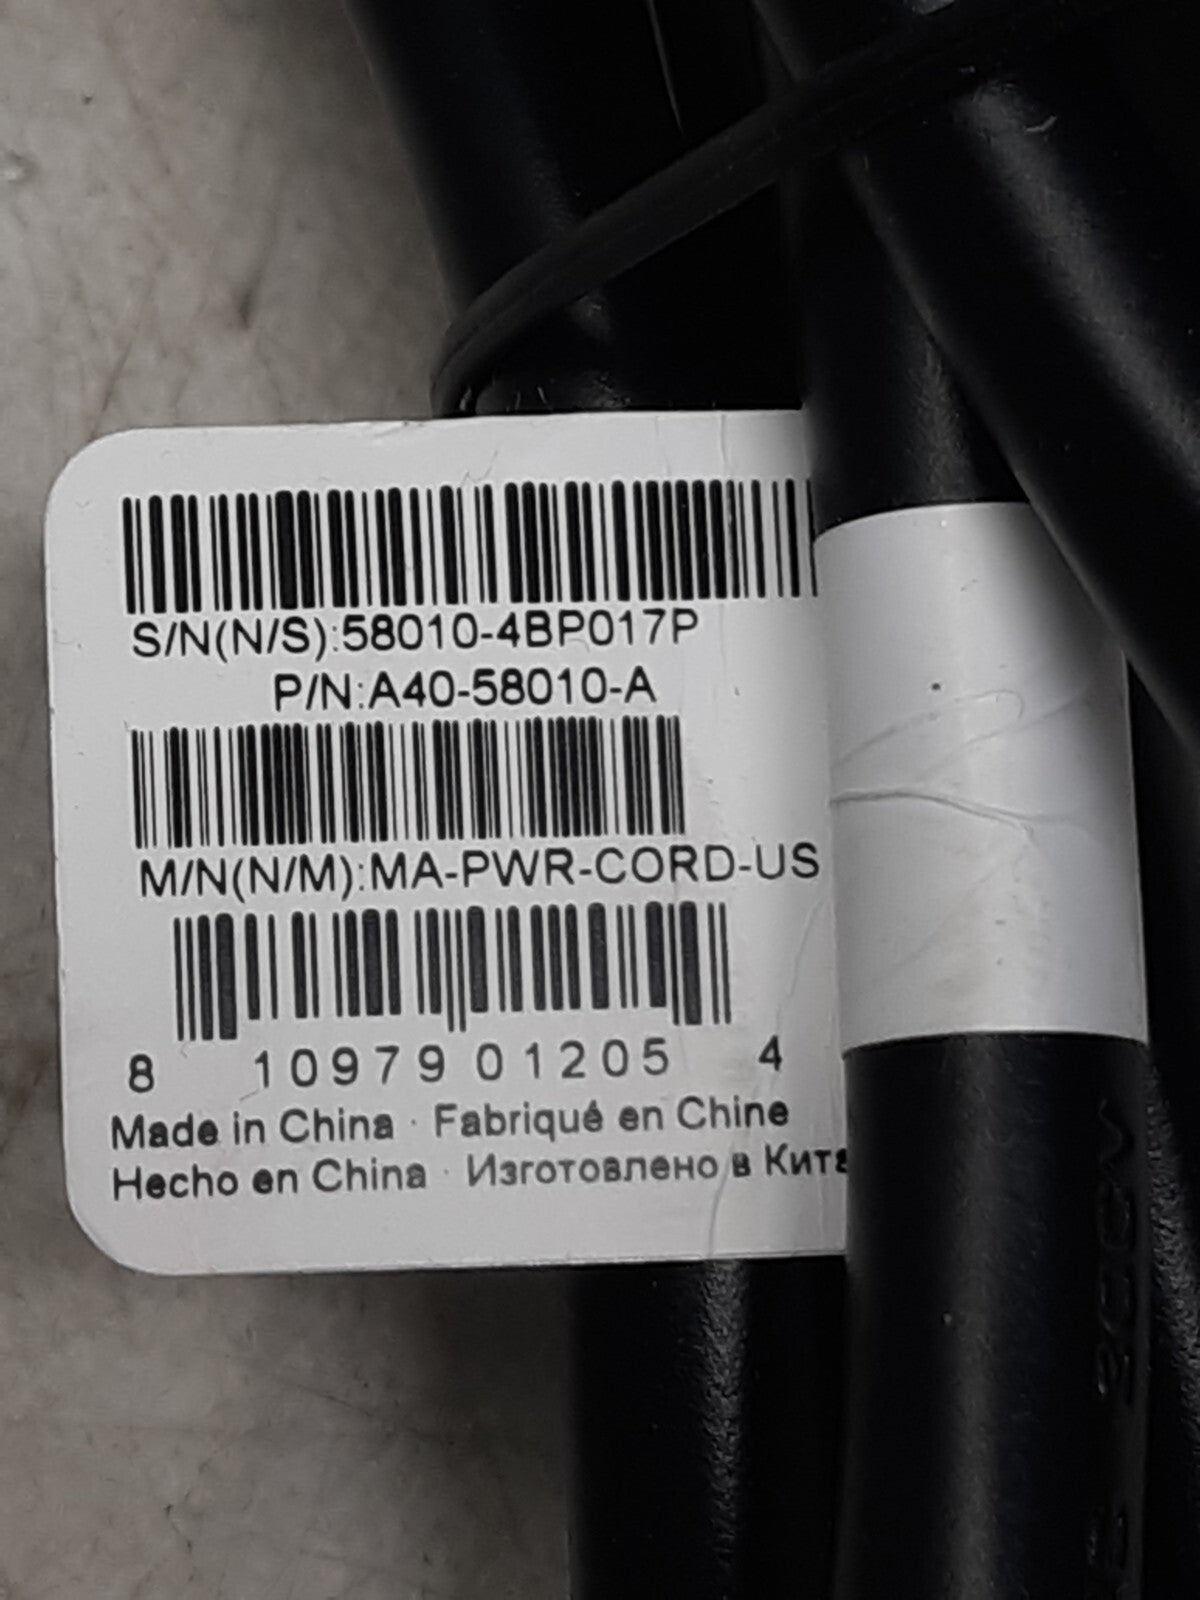 S/N(N/S):58010-4BP017P
P/N:A40-58010-A
M/N(N/M):MA-PWR-CORD-US
8 10979 01205 4
Made in China · Fabriqué en Chine
Hecho en China · Изготовлено в